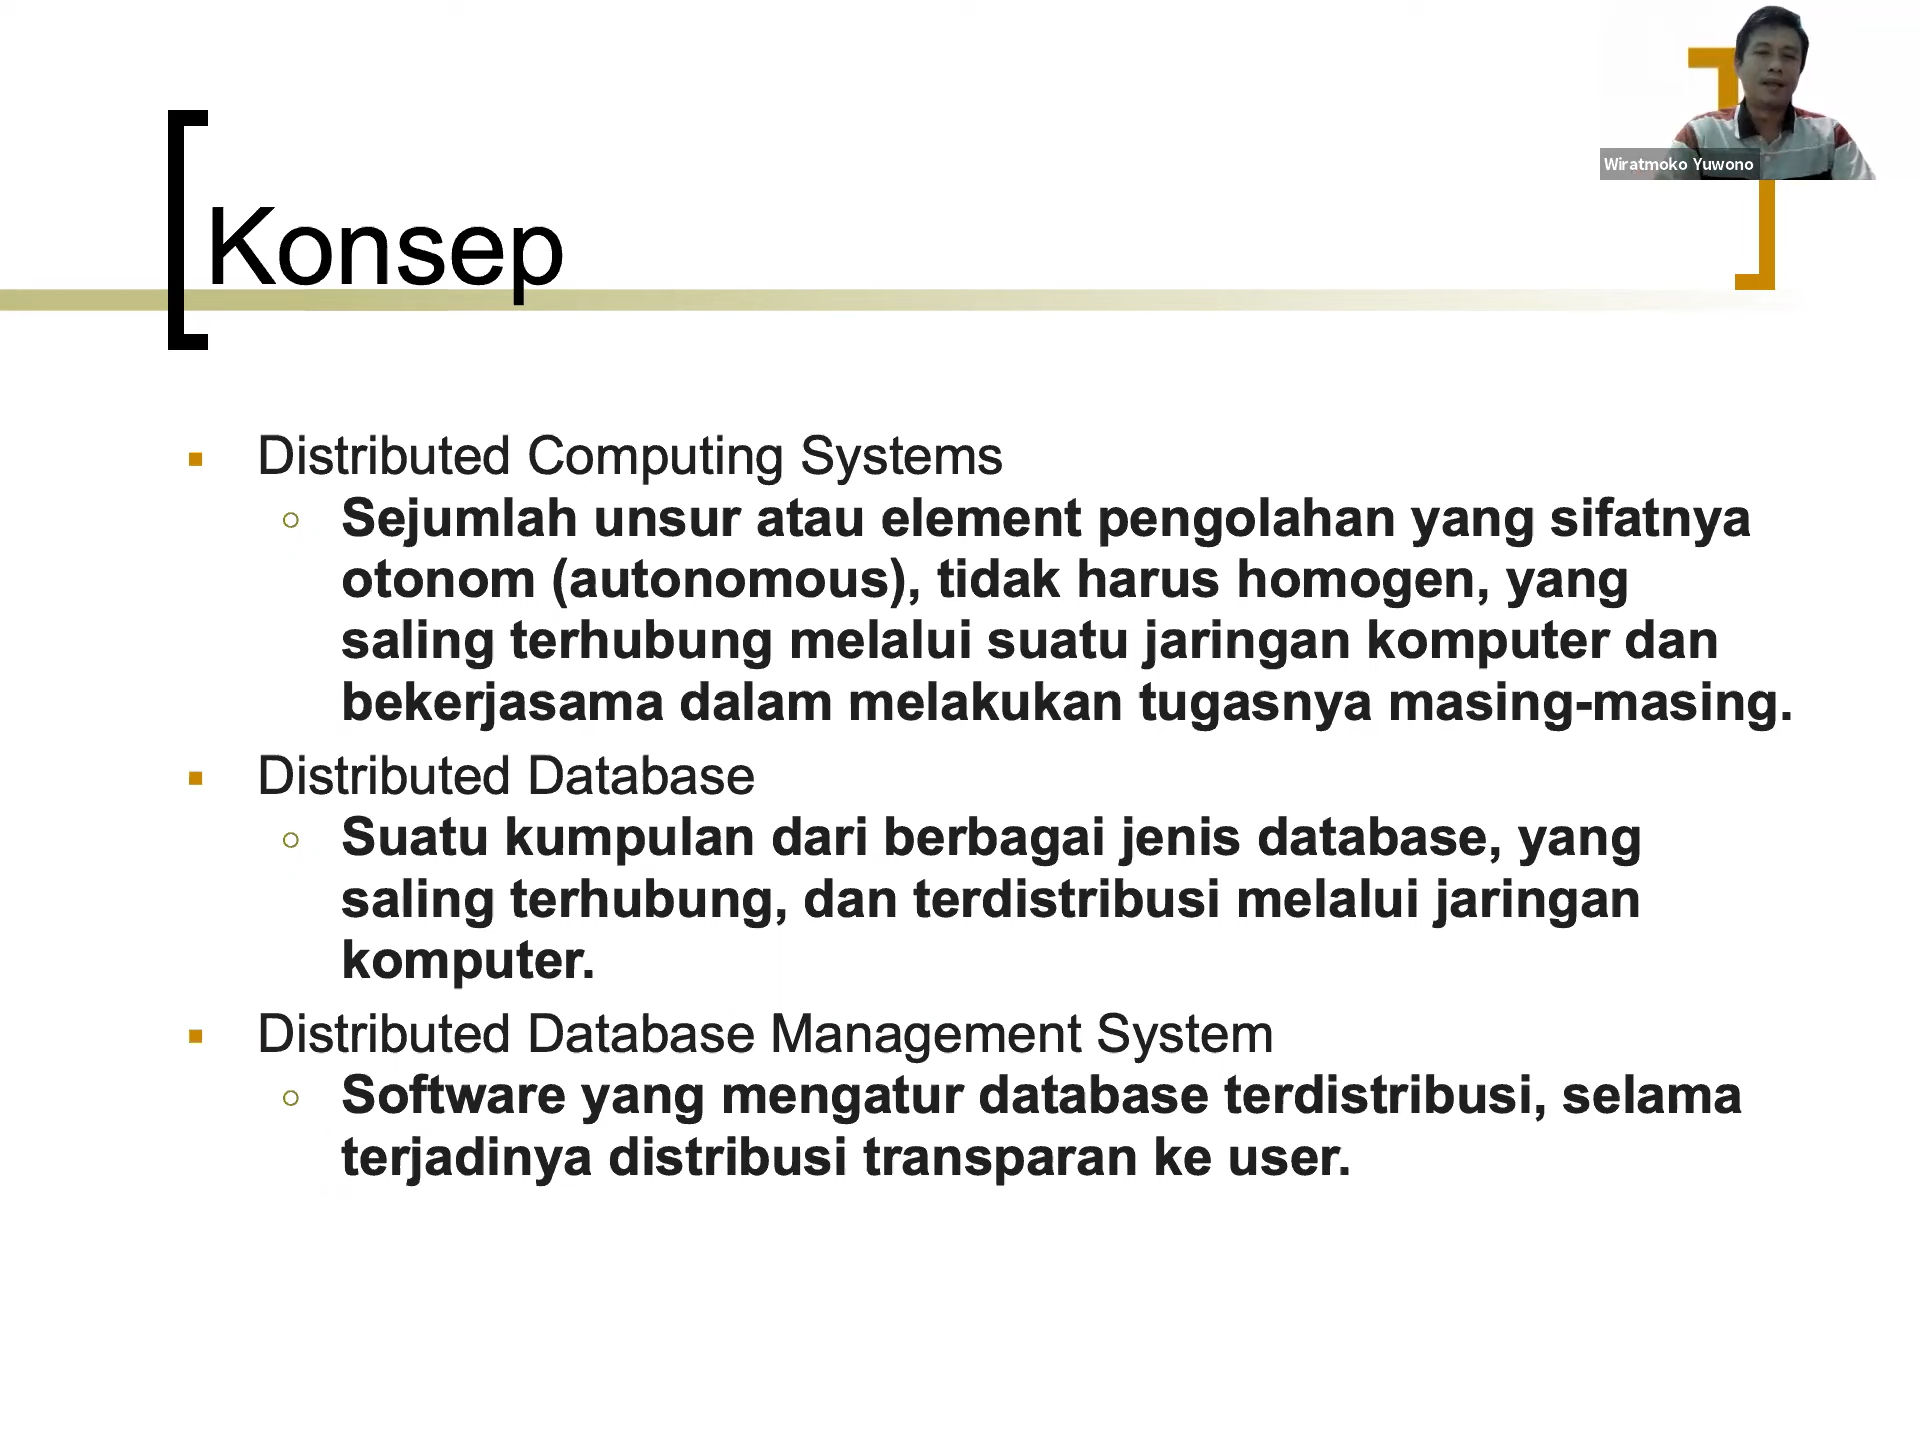 Wiratmoko Yuwono
Konsep
Distributed Computing Systems
Sejumlah unsur atau element pengolahan yang sifatnya
otonom (autonomous), tidak harus homogen, yang
saling terhubung melalui suatu jaringan komputer dan
bekerjasama dalam melakukan tugasnya masing-masing.
Distributed Database
Suatu kumpulan dari berbagai jenis database, yang
saling terhubung, dan terdistribusi melalui jaringan
komputer.
Distributed Database Management System
Software yang mengatur database terdistribusi, selama
terjadinya distribusi transparan ke user.